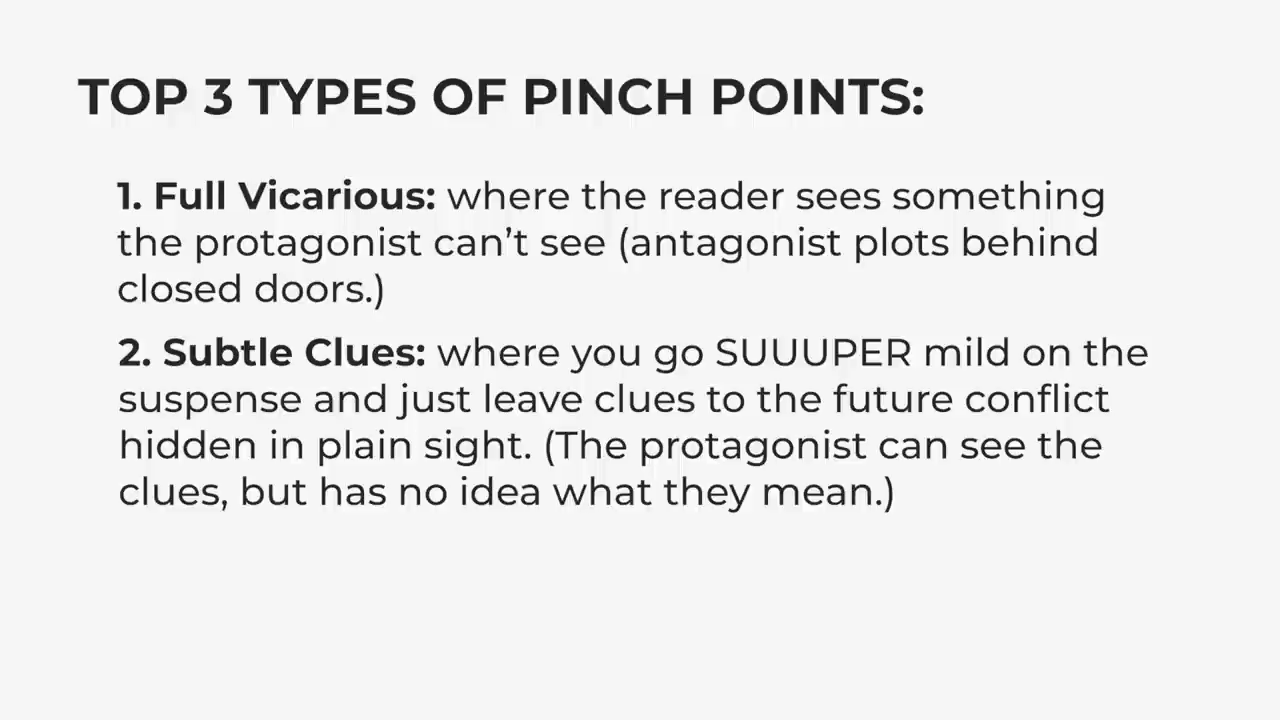 TOP 3 TYPES OF PINCH POINTS:
1. Full Vicarious: where the reader sees something
the protagonist can’t see (antagonist plots behind
closed doors.)
2. Subtle Clues: where you go SUUUPER mild on the
suspense and just leave clues to the future conflict
hidden in plain sight. (The protagonist can see the
clues, but has no idea what they mean.)